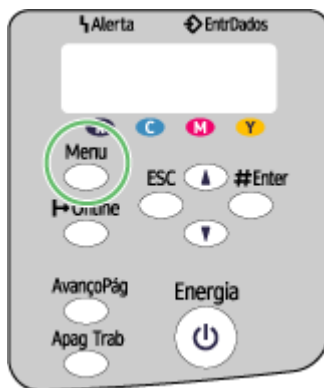 Alerta EntrDados
C M Y
Menu
ESC #Enter
Online
AvançoPág Energia
Apag Trab